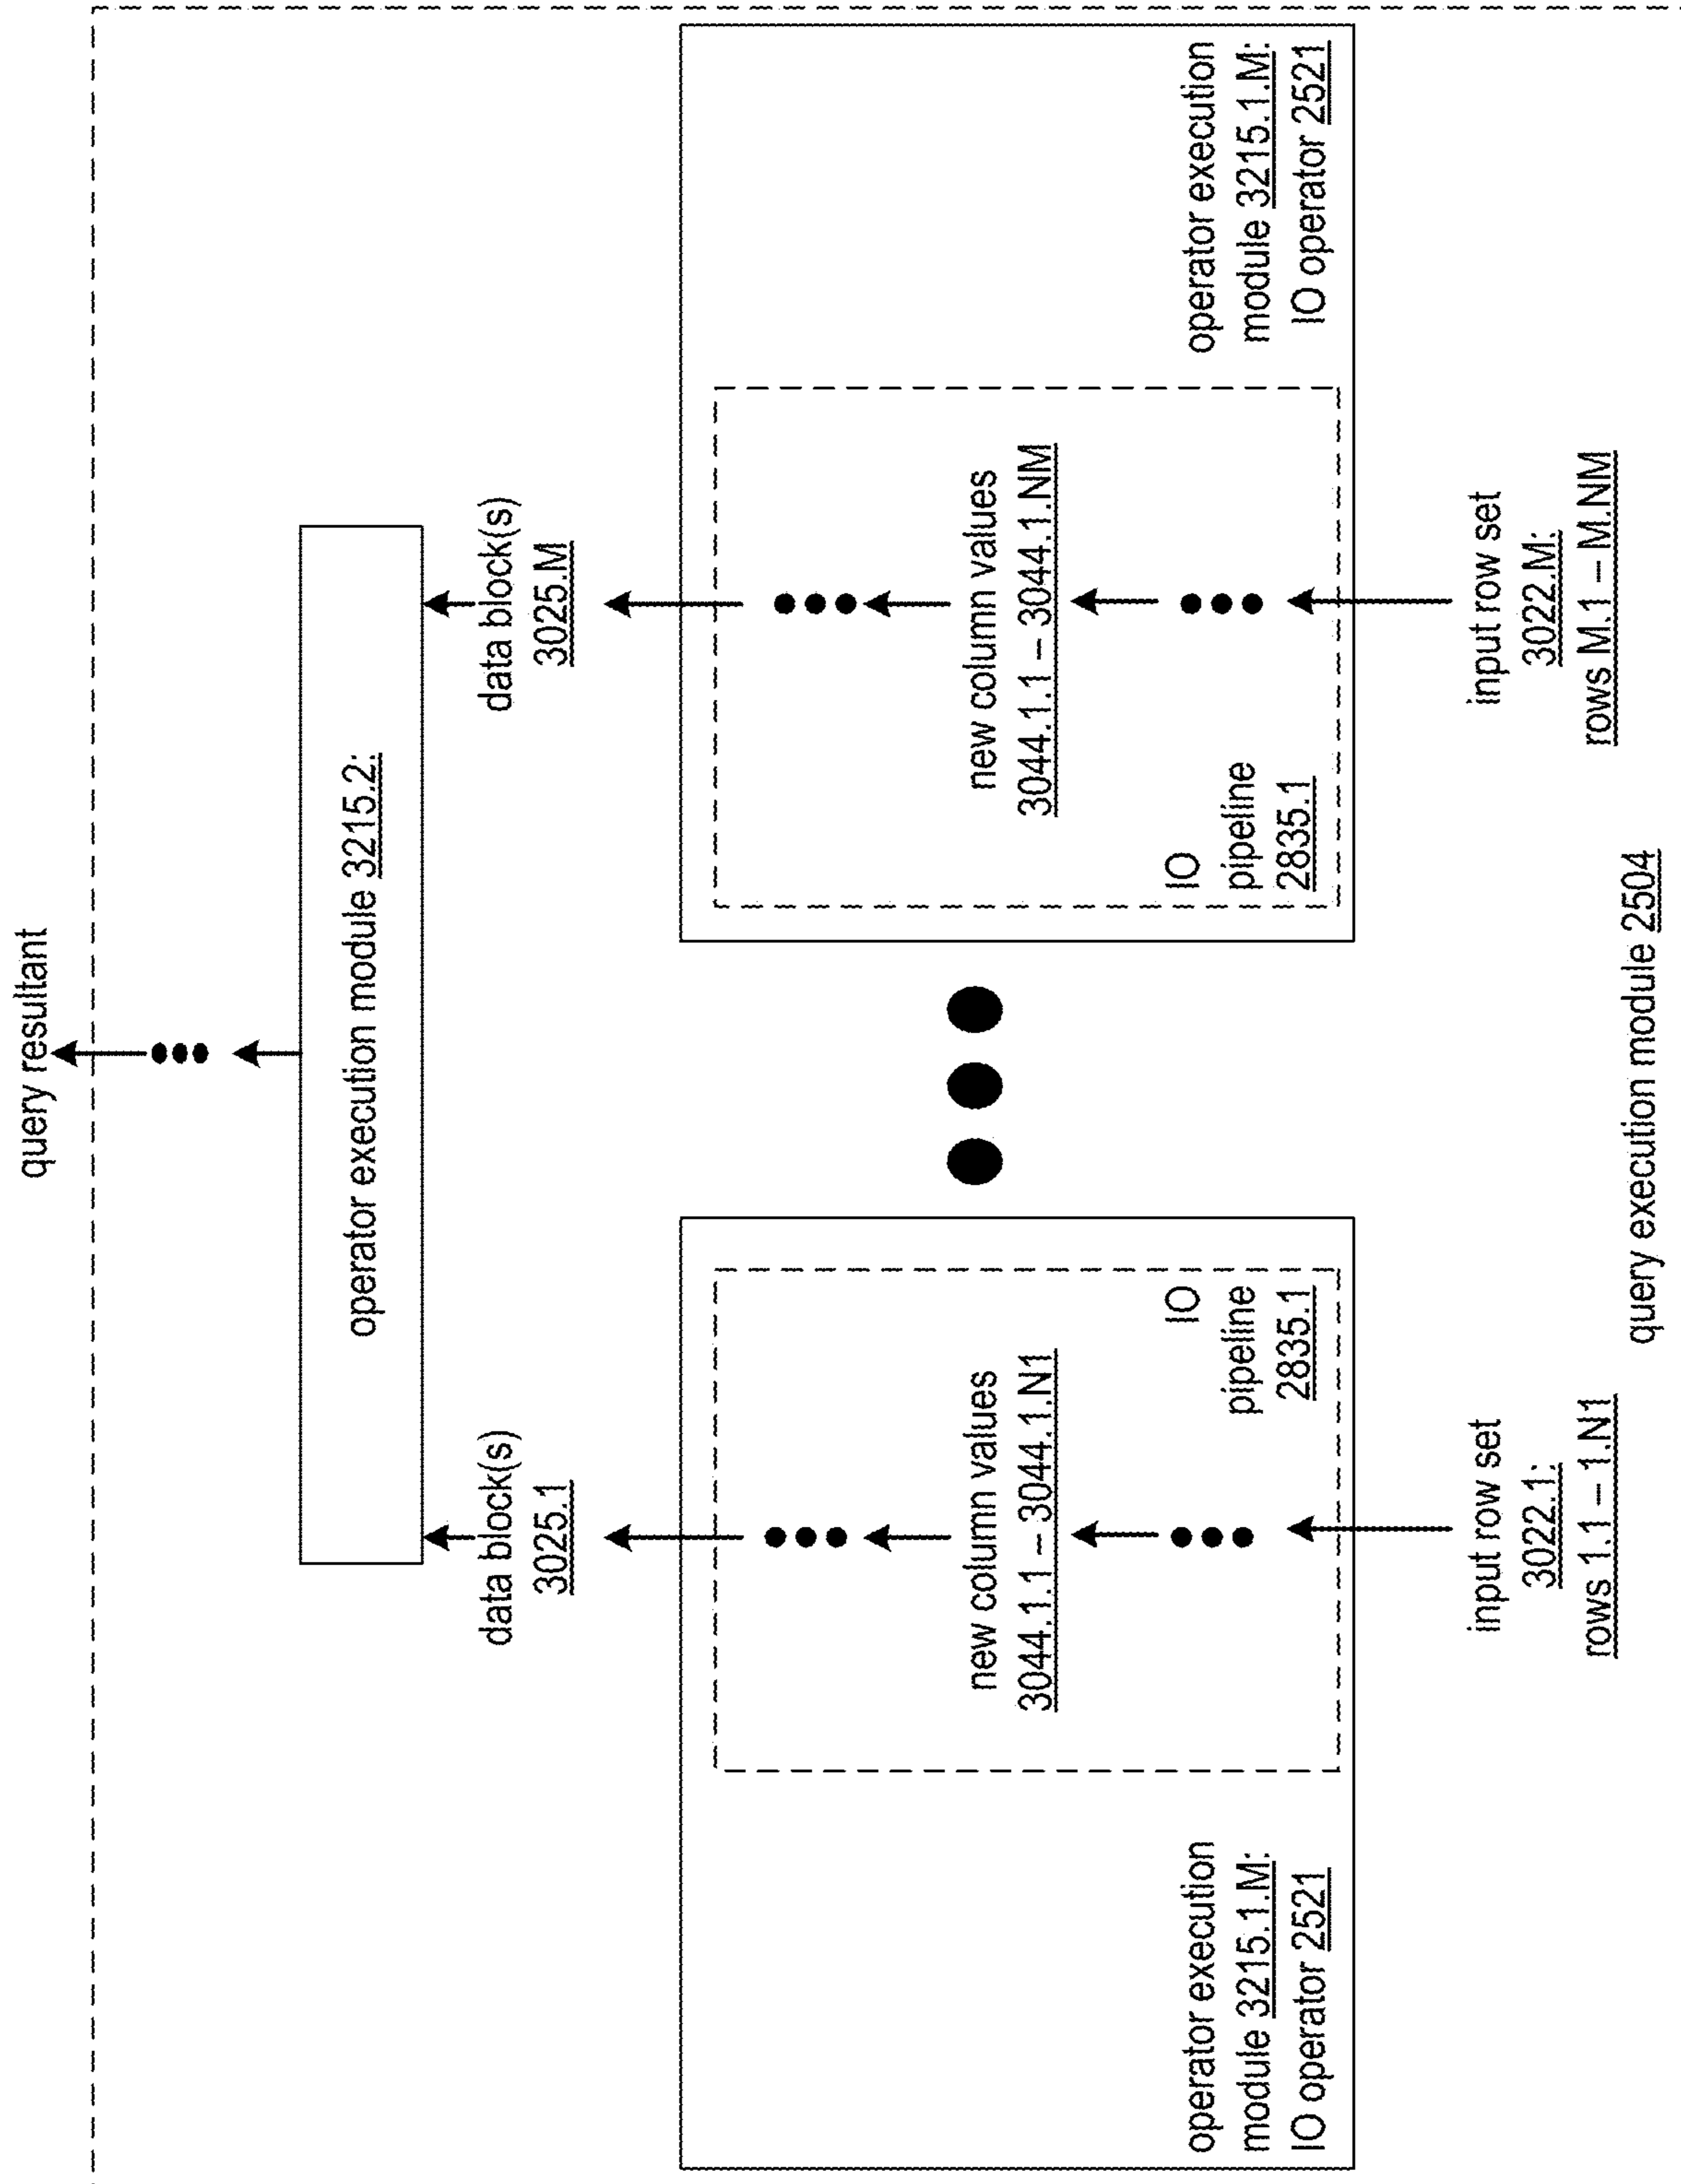 query resultant
operator execution module 3215.2:
data block(s)
3025.1
data block(s)
3025.M
operator execution
module 3215.1.M:
IO operator 2521
new column values
3044.1.1 – 3044.1.N1
IO
pipeline
2835.1
IO
pipeline
2835.1
new column values
3044.1.1 – 3044.1.NM
operator execution
module 3215.1.M:
IO operator 2521
input row set
3022.1:
rows 1.1 – 1.N1
input row set
3022.M:
rows M.1 – M.NM
query execution module 2504